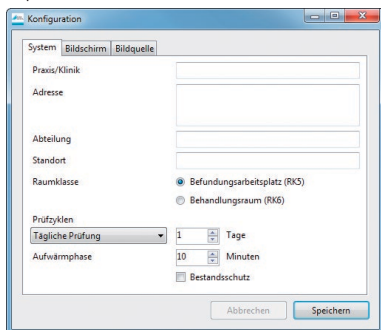 Konfiguration
System Bildschirm Bildquelle
Praxis/Klinik
Adresse
Abteilung
Standort
Raumklasse Befundungsarbeitsplatz (RK5)
Behandlungsraum (RK6)
Prüfzyklen
Tägliche Prüfung 1 Tage
Aufwärmphase 10 Minuten
Bestandsschutz
Abbrechen Speichern